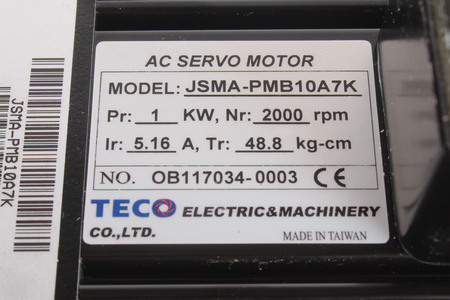 AC SERVO MOTOR
MODEL: JSMA-PMB10A7K
Pr: 1 KW, Nr: 2000 rpm
Ir: 5.16 A, Tr: 48.8 kg-cm
NO. OB117034-0003 CE
TECO ELECTRIC&MACHINERY
CO.,LTD. MADE IN TAIWAN
JSMA-PMB10A7K